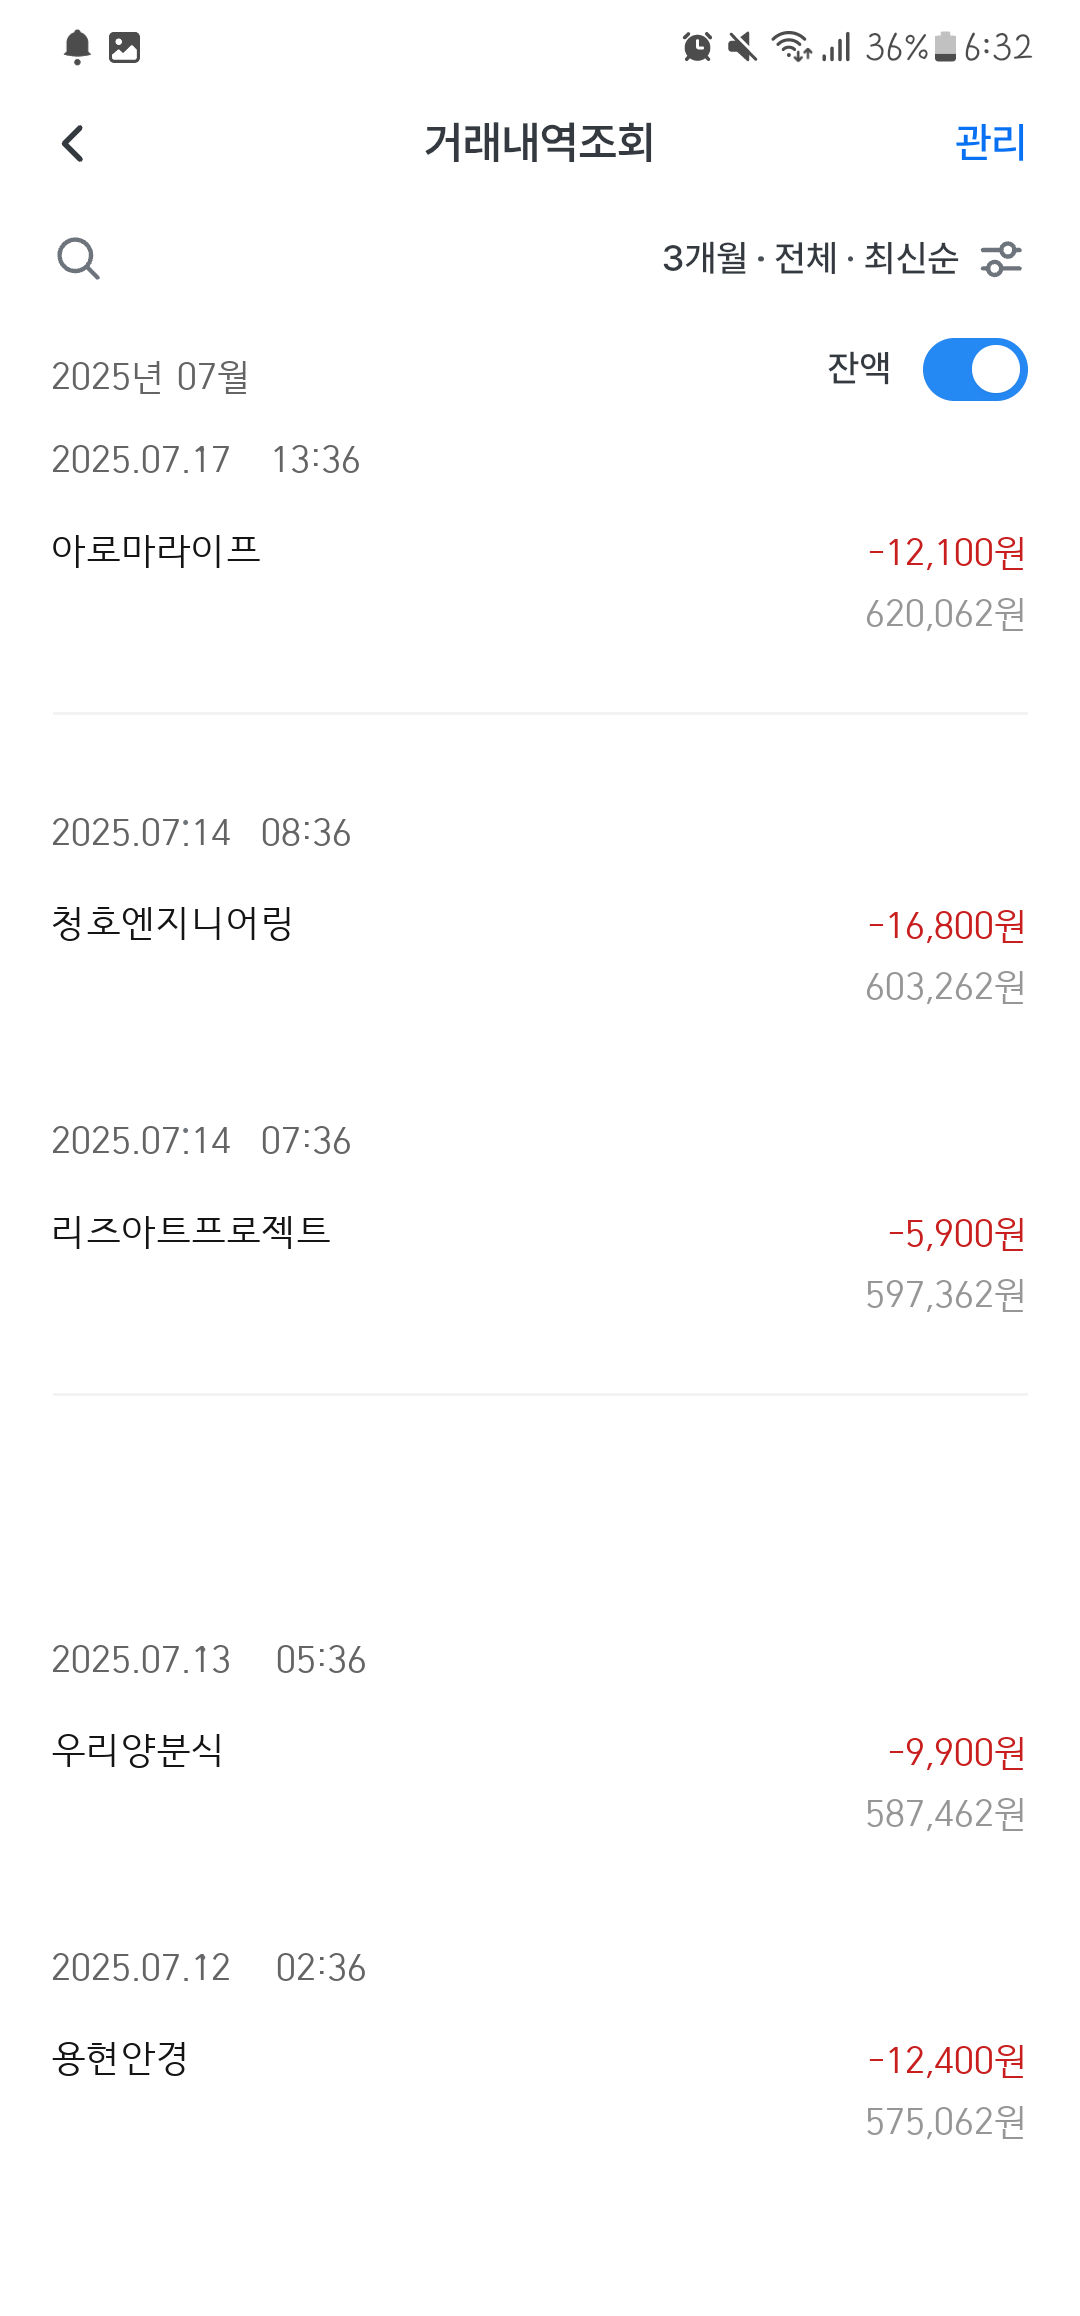 36% 6:32
거래내역조회
관리
3개월 · 전체 · 최신순
잔액
2025년 07월
2025.07.17 13:36
아로마라이프
-12,100원
620,062원
2025.07.14 08:36
청호엔지니어링
-16,800원
603,262원
2025.07.14 07:36
리즈아트프로젝트
-5,900원
597,362원
2025.07.13 05:36
우리양분식
-9,900원
587,462원
2025.07.12 02:36
용현안경
-12,400원
575,062원